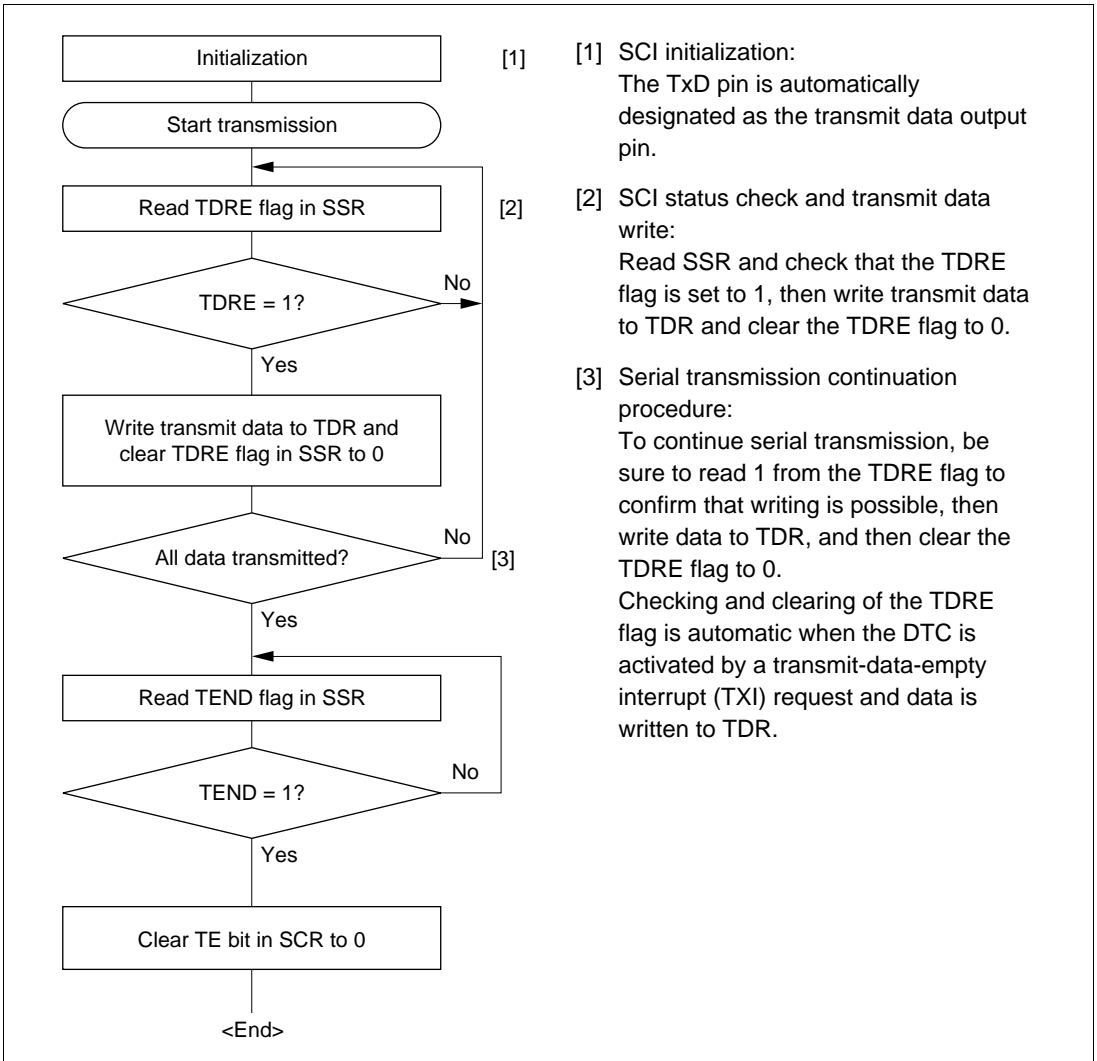 Initialization
[1]
Start transmission
Read TDRE flag in SSR
[2]
TDRE = 1?
No
Yes
Write transmit data to TDR and
clear TDRE flag in SSR to 0
All data transmitted?
No
[3]
Yes
Read TEND flag in SSR
TEND = 1?
No
Yes
Clear TE bit in SCR to 0
<End>
[1] SCI initialization:
The TxD pin is automatically
designated as the transmit data output
pin.
[2] SCI status check and transmit data
write:
Read SSR and check that the TDRE
flag is set to 1, then write transmit data
to TDR and clear the TDRE flag to 0.
[3] Serial transmission continuation
procedure:
To continue serial transmission, be
sure to read 1 from the TDRE flag to
confirm that writing is possible, then
write data to TDR, and then clear the
TDRE flag to 0.
Checking and clearing of the TDRE
flag is automatic when the DTC is
activated by a transmit-data-empty
interrupt (TXI) request and data is
written to TDR.